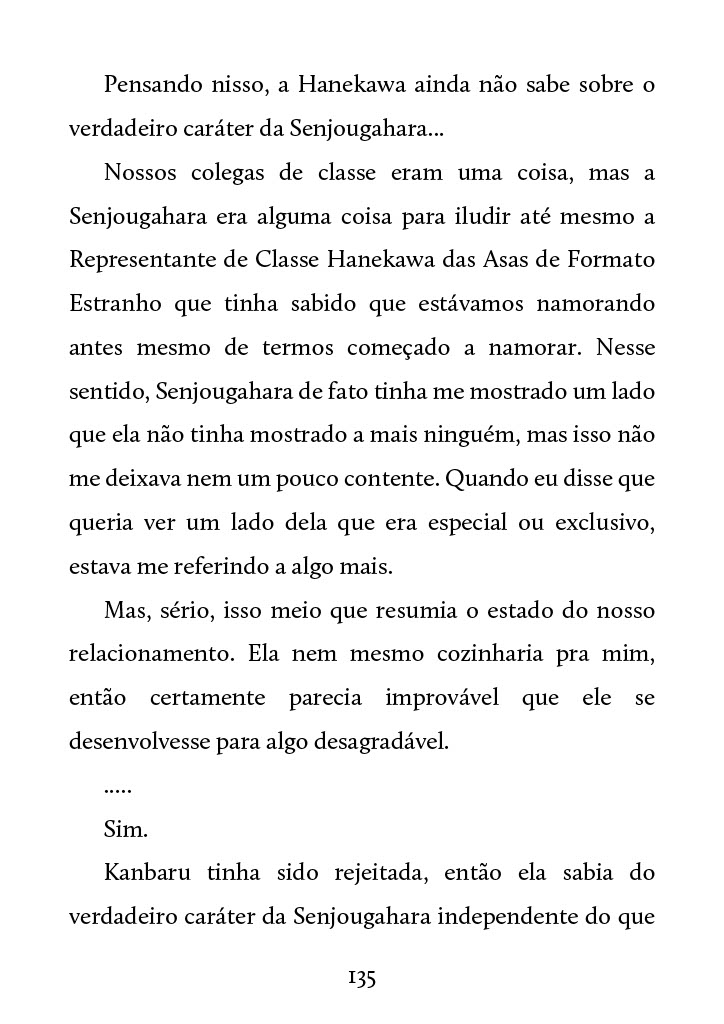 Pensando nisso, a Hanekawa ainda não sabe sobre o
verdadeiro caráter da Senjougahara...
Nossos colegas de classe eram uma coisa, mas a
Senjougahara era alguma coisa para iludir até mesmo a
Representante de Classe Hanekawa das Asas de Formato
Estranho que tinha sabido que estávamos namorando
antes mesmo de termos começado a namorar. Nesse
sentido, Senjougahara de fato tinha me mostrado um lado
que ela não tinha mostrado a mais ninguém, mas isso não
me deixava nem um pouco contente. Quando eu disse que
queria ver um lado dela que era especial ou exclusivo,
estava me referindo a algo mais.
Mas, sério, isso meio que resumia o estado do nosso
relacionamento. Ela nem mesmo cozinharia pra mim,
então certamente parecia improvável que ele se
desenvolvesse para algo desagradável.
.....
Sim.
Kanbaru tinha sido rejeitada, então ela sabia do
verdadeiro caráter da Senjougahara independente do que
135